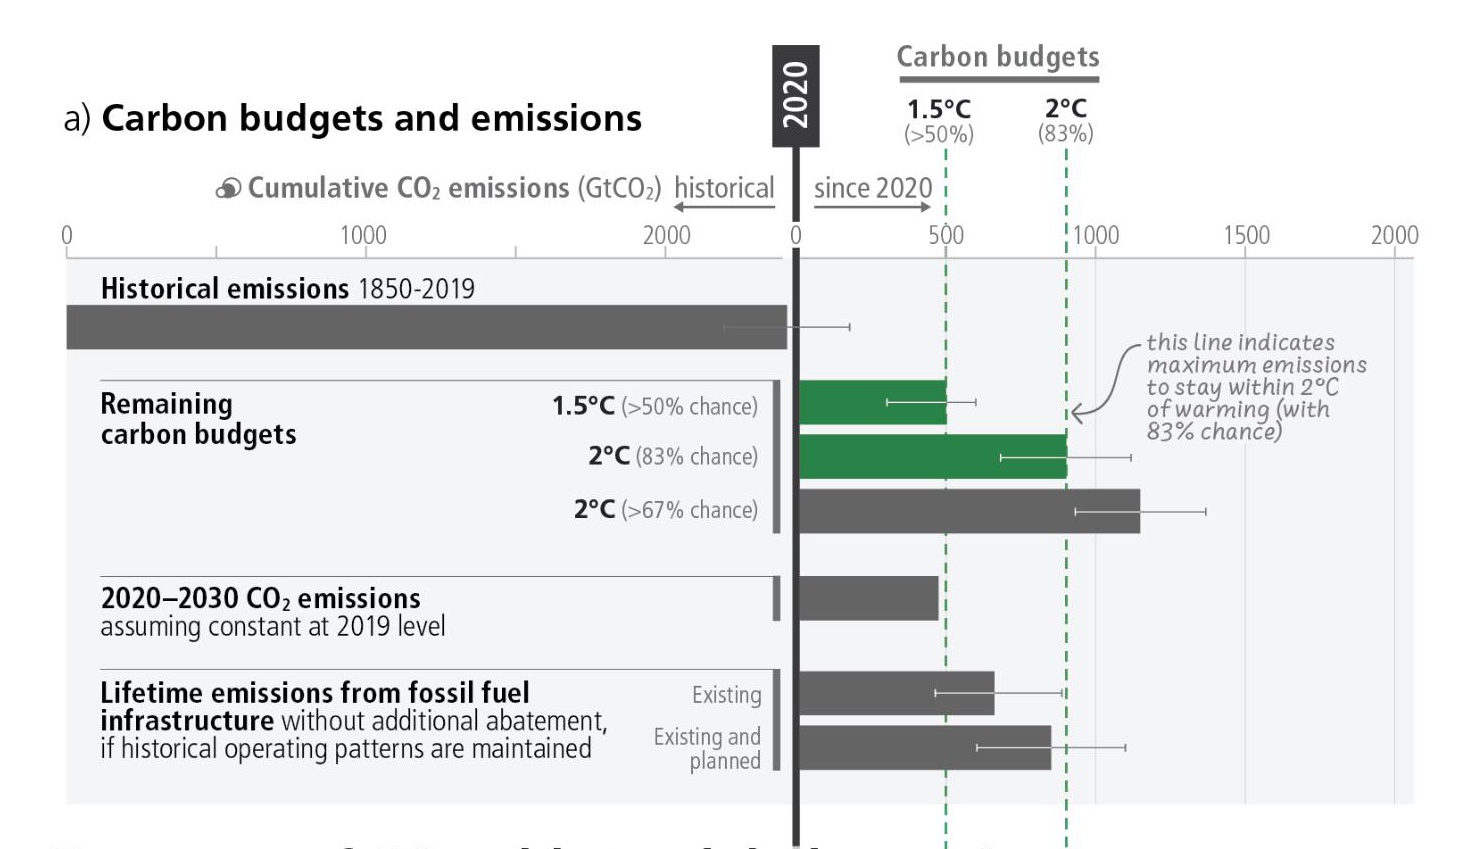 Carbon budgets
2020
1.5°C 2°C
(>50%) (83%)
a) Carbon budgets and emissions
Cumulative CO₂ emissions (GtCO₂) historical since 2020
0 1000 2000 0 500 1000 1500 2000
Historical emissions 1850-2019
this line indicates
maximum emissions
to stay within 2°C
of warming (with
83% chance)
Remaining
carbon budgets
1.5°C (>50% chance)
2°C (83% chance)
2°C (>67% chance)
2020–2030 CO₂ emissions
assuming constant at 2019 level
Lifetime emissions from fossil fuel
infrastructure without additional abatement,
if historical operating patterns are maintained
Existing
Existing and
planned